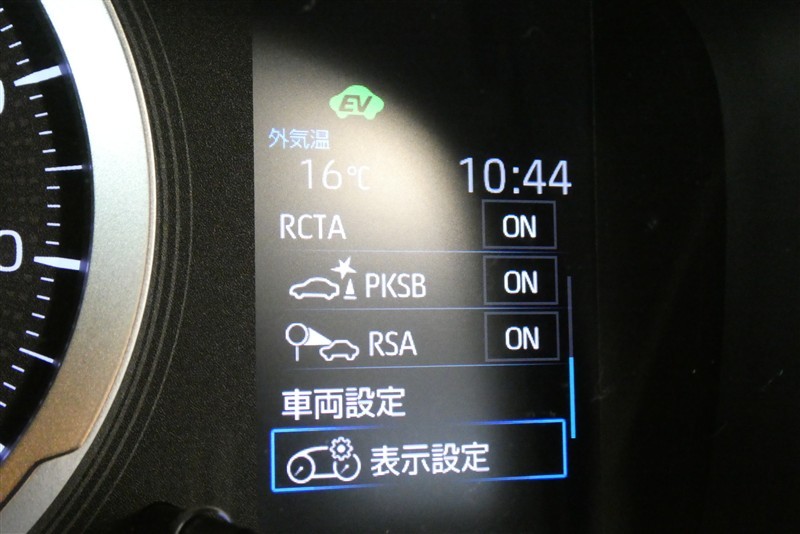 EV
外気温
16℃ 10:44
RCTA ON
PKSB ON
RSA ON
車両設定
表示設定